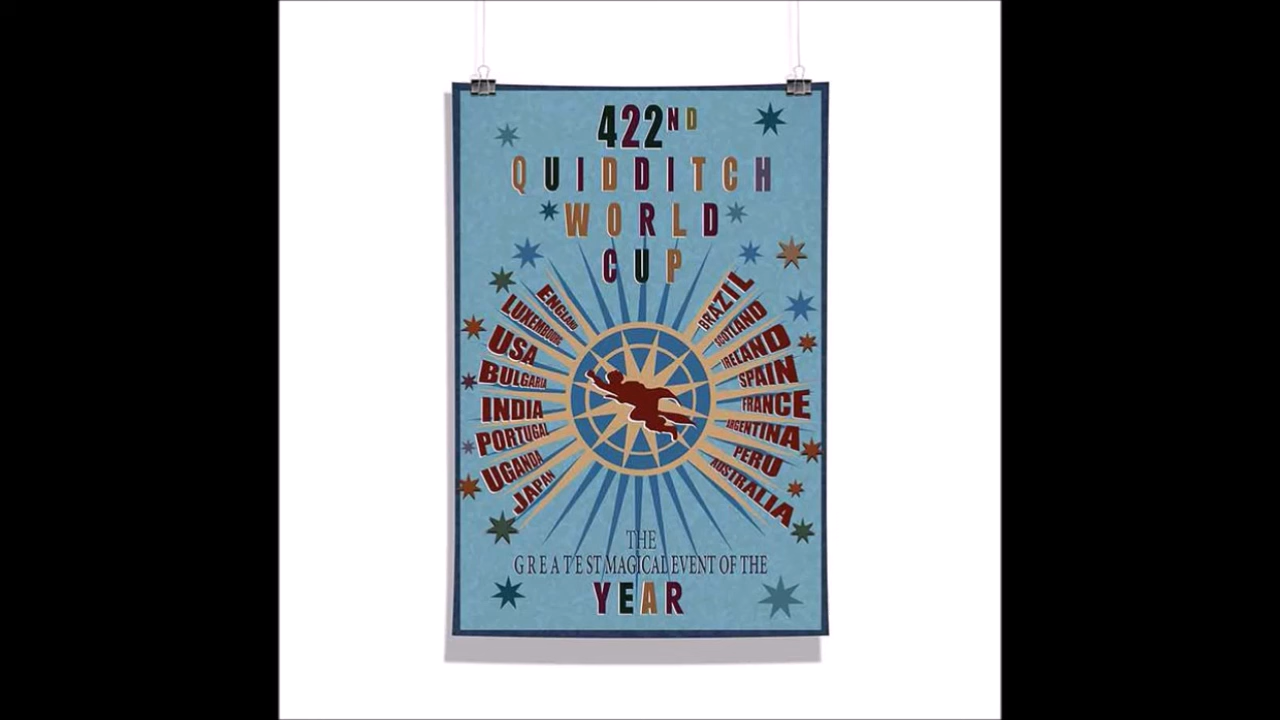 422ND
QUIDDITCH
WORLD
CUP
ENGLAND
LUXEMBOURG
USA
BULGARIA
INDIA
PORTUGAL
UGANDA
JAPAN
BRAZIL
SCOTLAND
IRELAND
SPAIN
FRANCE
ARGENTINA
PERU
AUSTRALIA
THE
GREATEST MAGICAL EVENT OF THE
YEAR